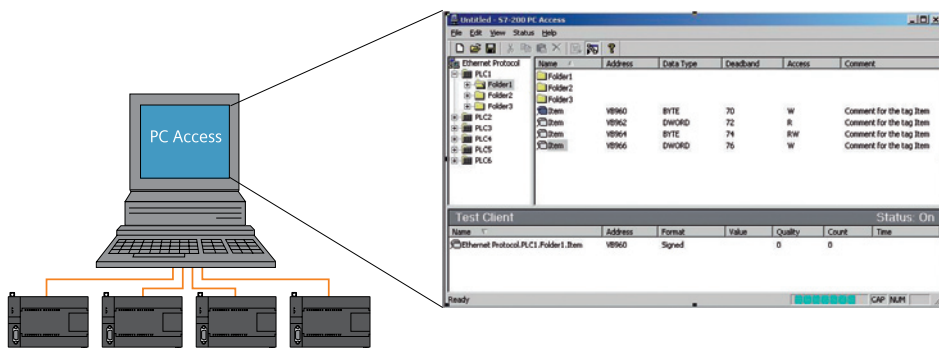 PC Access
Untitled - S7-200 PC Access
File Edit View Status Help
Ethernet Protocol
PLC1
Folder1
Folder2
Folder3
PLC2
PLC3
PLC4
PLC5
PLC6
Name Address Data Type Deadband Access Comment
Folder1
Folder2
Folder3
Item VB960 BYTE 70 W Comment for the tag Item
Item VB962 DWORD 72 R Comment for the tag Item
Item VB964 BYTE 74 RW Comment for the tag Item
Item VB966 DWORD 76 W Comment for the tag Item
Test Client Status: On
Name Address Format Value Quality Count Time
Ethernet Protocol.PLC1.Folder1.Item VB960 Signed 0 0
Ready CAP NUM